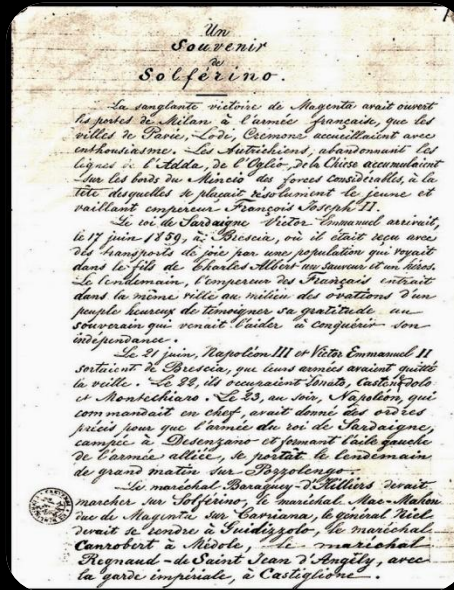 Un
Souvenir
de
Solférino.
La sanglante victoire de Magenta avait ouvert
les portes de Milan à l'armée française, que les
villes de Pavie, Lodi, Crémone accueillaient avec
enthousiasme. - Les Autrichiens, abandonnant les
lignes de l'Adda, de l'Oglio, de la Chiese accumulaient
sur les bords du Mincio des forces considérables, à la
tête desquelles se plaçait résolument le jeune et
vaillant empereur François Joseph II.
Le roi de Sardaigne Victor Emmanuel arrivait,
le 17 juin 1859, à Brescia, où il était reçu avec
des transports de joie par une population qui voyait
dans le fils de Charles Albert un sauveur et un héros.
Le lendemain, l'empereur des Français entrait
dans la même ville au milieu des ovations d'un
peuple heureux de témoigner sa gratitude au
souverain qui venait l'aider à conquérir son
indépendance.
Le 21 juin, Napoléon III et Victor Emmanuel II
sortaient de Brescia, que leurs armées avaient quitté
la veille. Le 22, ils occupaient Lonato, Castenedolo
et Montechiaro. Le 23, au soir, Napoléon, qui
commandait en chef, avait donné des ordres
précis pour que l'armée du roi de Sardaigne,
campée à Desenzano et formant l'aile gauche
de l'armée alliée, se portât le lendemain
de grand matin sur Pozzolengo.
Le maréchal Baraguey-d'Hilliers devait
marcher sur Solférino, le maréchal Mac-Mahon
duc de Magenta sur Cavriana, le général Niel
devait se rendre à Guidizzolo, le maréchal
Canrobert à Médole, le maréchal
Regnaud-de Saint Jean d'Angély, avec
la garde impériale, à Castiglione.